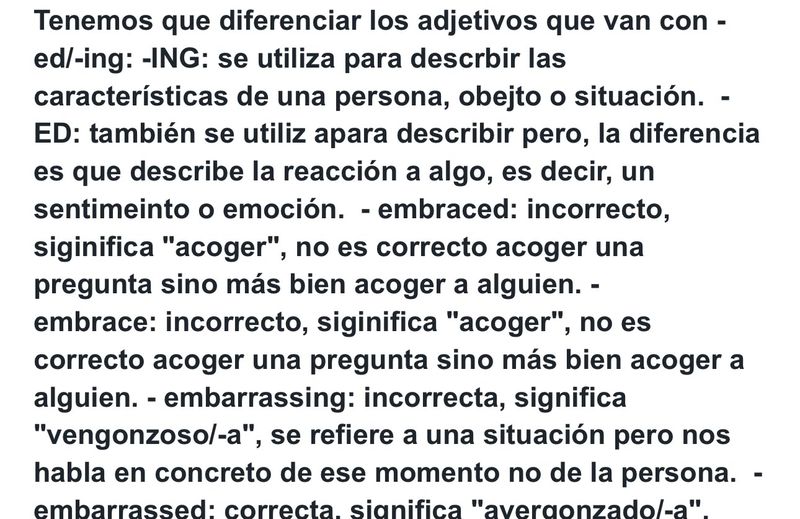 Tenemos que diferenciar los adjetivos que van con -
ed/-ing: -ING: se utiliza para descrbir las
características de una persona, obejto o situación.  -
ED: también se utiliz apara describir pero, la diferencia
es que describe la reacción a algo, es decir, un
sentimeinto o emoción.  - embraced: incorrecto,
siginifica "acoger", no es correcto acoger una
pregunta sino más bien acoger a alguien. -
embrace: incorrecto, siginifica "acoger", no es
correcto acoger una pregunta sino más bien acoger a
alguien. - embarrassing: incorrecta, significa
"vengonzoso/-a", se refiere a una situación pero nos
habla en concreto de ese momento no de la persona.  -
embarrassed: correcta, significa "avergonzado/-a",